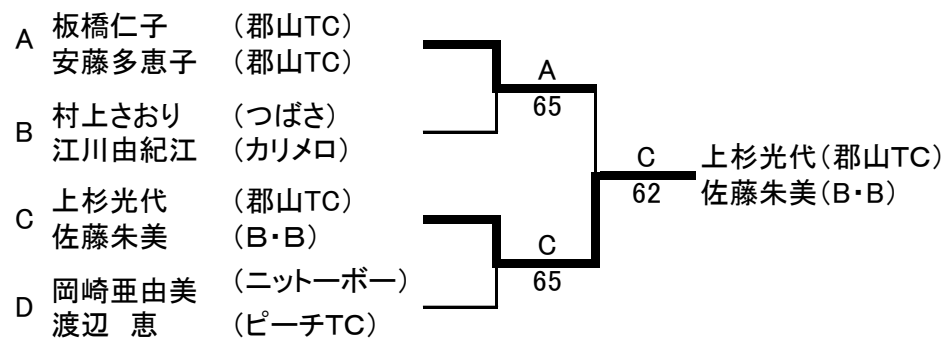 A 板橋仁子 (郡山TC)
安藤多恵子 (郡山TC)
B 村上さおり (つばさ)
江川由紀江 (カリメロ)
C 上杉光代 (郡山TC)
佐藤朱美 (B・B)
D 岡崎亜由美 (ニットーボー)
渡辺　恵 (ピーチTC)
A
65
C
65
C
62
上杉光代(郡山TC)
佐藤朱美(B・B)